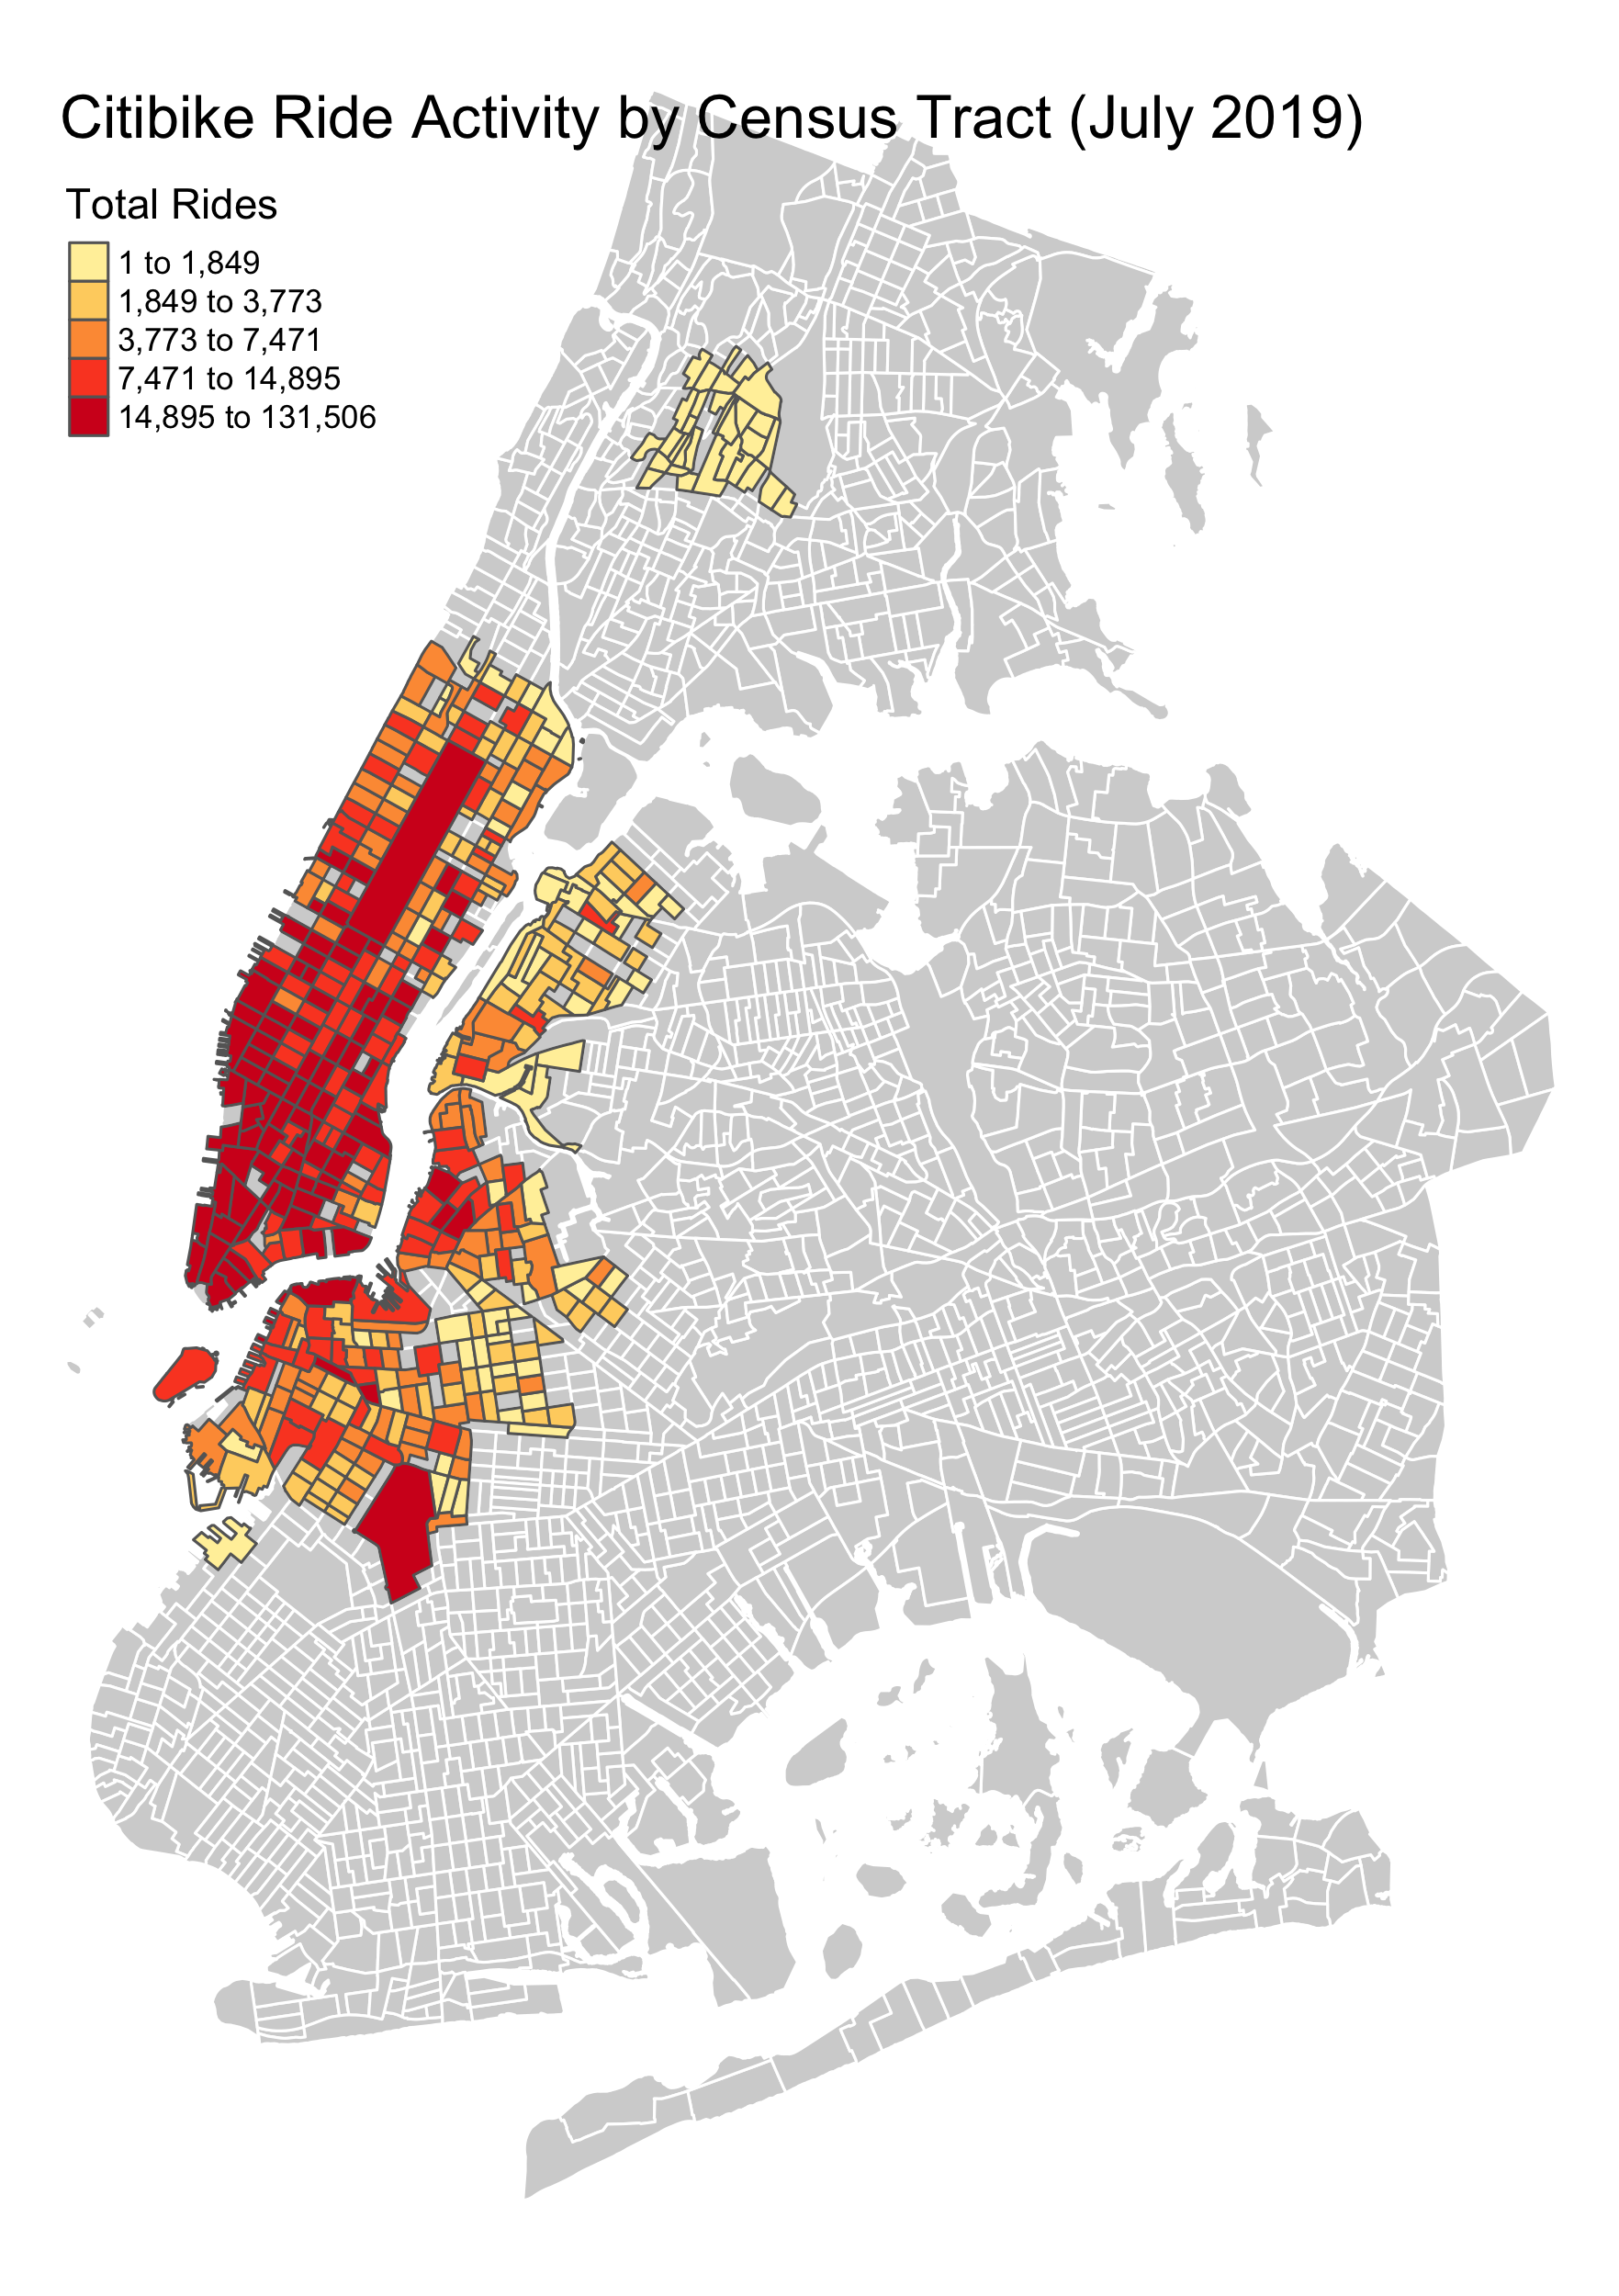 Citibike Ride Activity by Census Tract (July 2019)
Total Rides
1 to 1,849
1,849 to 3,773
3,773 to 7,471
7,471 to 14,895
14,895 to 131,506